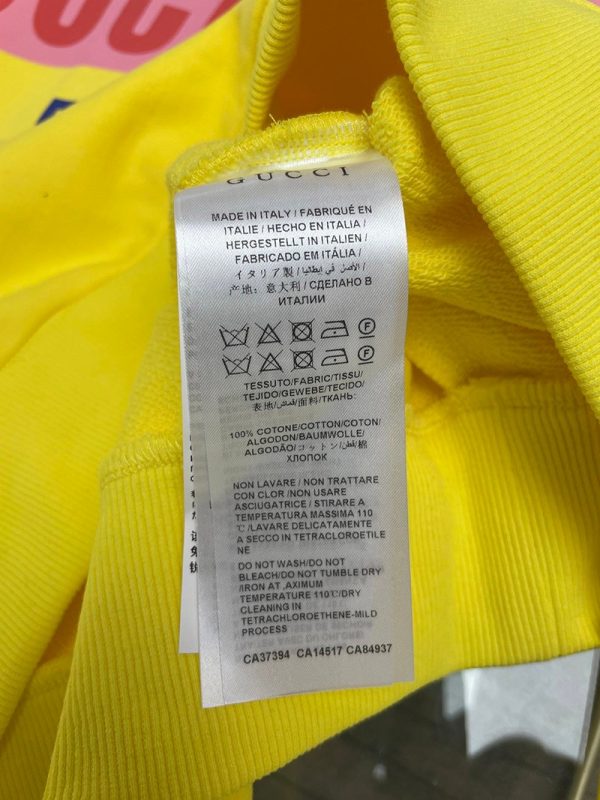 GUCCI
MADE IN ITALY / FABRIQUÉ EN
ITALIE / HECHO EN ITALIA /
HERGESTELLT IN ITALIEN /
FABRICADO EM ITÁLIA /
イタリア製 / الأصل في إيطاليا /
产地: 意大利 / СДЕЛАНО В
ИТАЛИИ
TESSUTO/FABRIC/TISSU/
TEJIDO/GEWEBE/TECIDO/
表地/قماش/面料/ТКАНЬ:
100% COTONE/COTTON/COTON/
ALGODON/BAUMWOLLE/
ALGODÃO/コットン/قطن/棉
ХЛОПОК
NON LAVARE / NON TRATTARE
CON CLOR /NON USARE
ASCIUGATRICE / STIRARE A
TEMPERATURA MASSIMA 110
℃ /LAVARE DELICATAMENTE
A SECCO IN TETRACLOROETILE
NE
DO NOT WASH/DO NOT
BLEACH/DO NOT TUMBLE DRY
/IRON AT .AXIMUM
TEMPERATURE 110℃/DRY
CLEANING IN
TETRACHLOROETHENE-MILD
PROCESS
CA37394 CA14517 CA84937